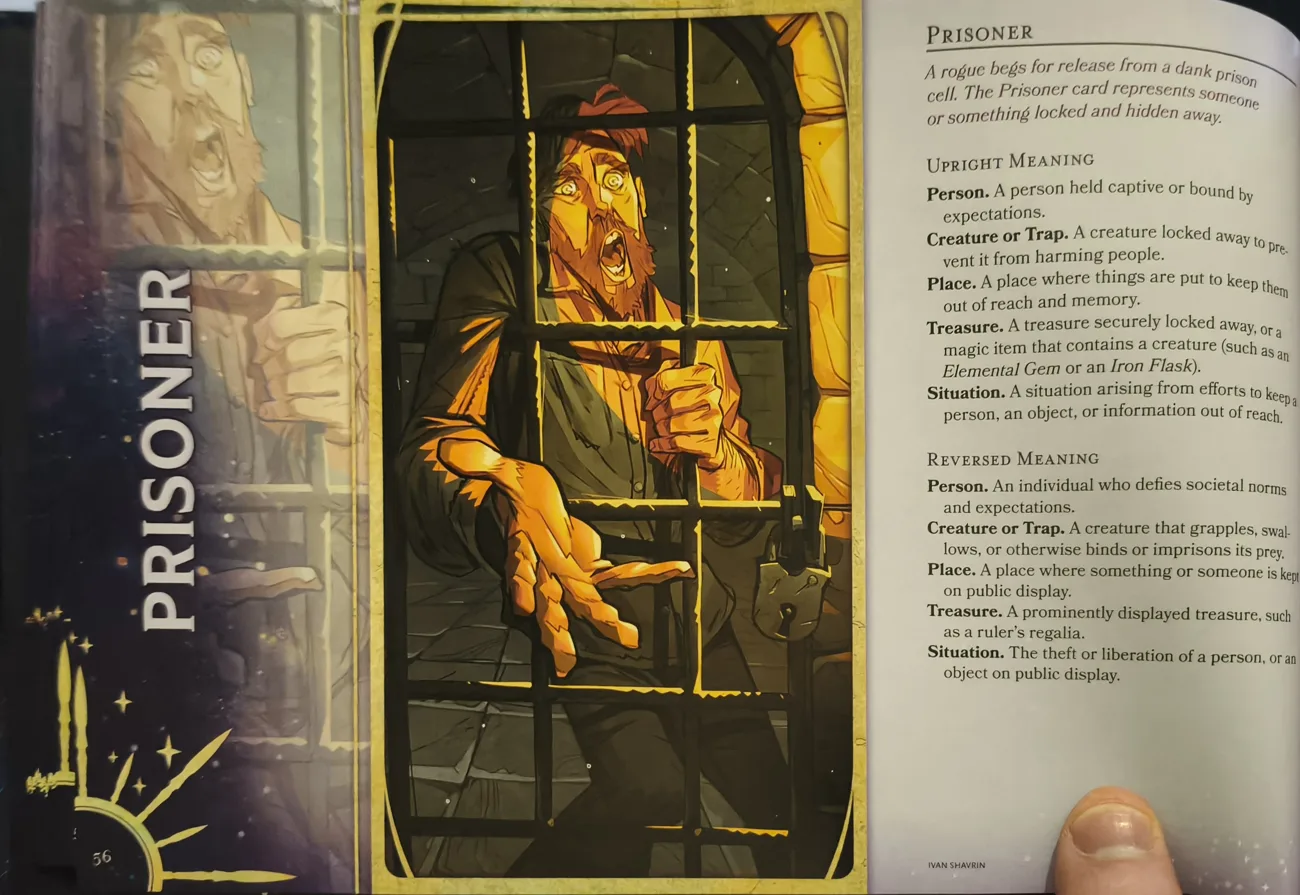 PRISONER
56
PRISONER
A rogue begs for release from a dank prison
cell. The Prisoner card represents someone
or something locked and hidden away.
UPRIGHT MEANING
Person. A person held captive or bound by
expectations.
Creature or Trap. A creature locked away to pre-
vent it from harming people.
Place. A place where things are put to keep them
out of reach and memory.
Treasure. A treasure securely locked away, or a
magic item that contains a creature (such as an
Elemental Gem or an Iron Flask).
Situation. A situation arising from efforts to keep a
person, an object, or information out of reach.
REVERSED MEANING
Person. An individual who defies societal norms
and expectations.
Creature or Trap. A creature that grapples, swal-
lows, or otherwise binds or imprisons its prey.
Place. A place where something or someone is kept
on public display.
Treasure. A prominently displayed treasure, such
as a ruler's regalia.
Situation. The theft or liberation of a person, or an
object on public display.
IVAN SHAVRIN